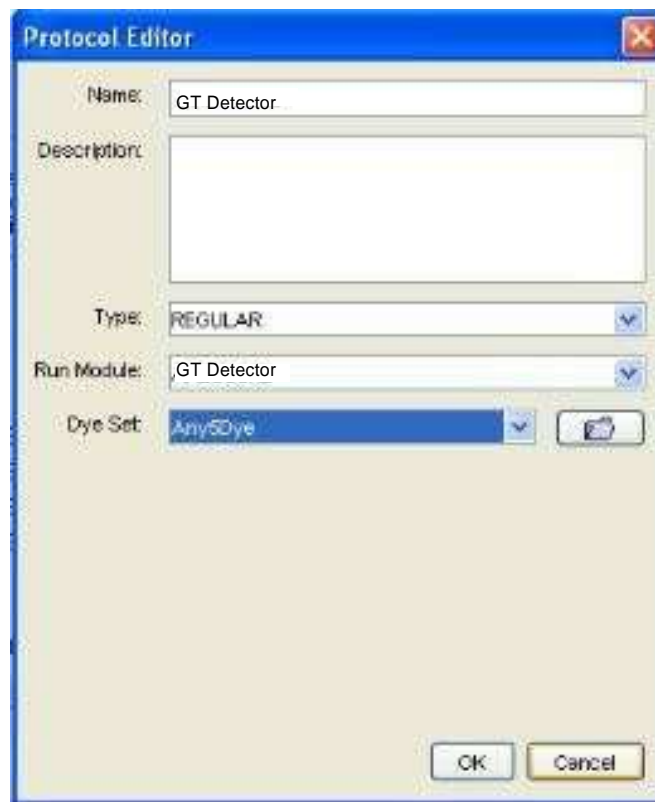 Protocol Editor
Name: GT Detector
Description:
Type: REGULAR
Run Module: GT Detector
Dye Set: Any5Dye
OK Cancel